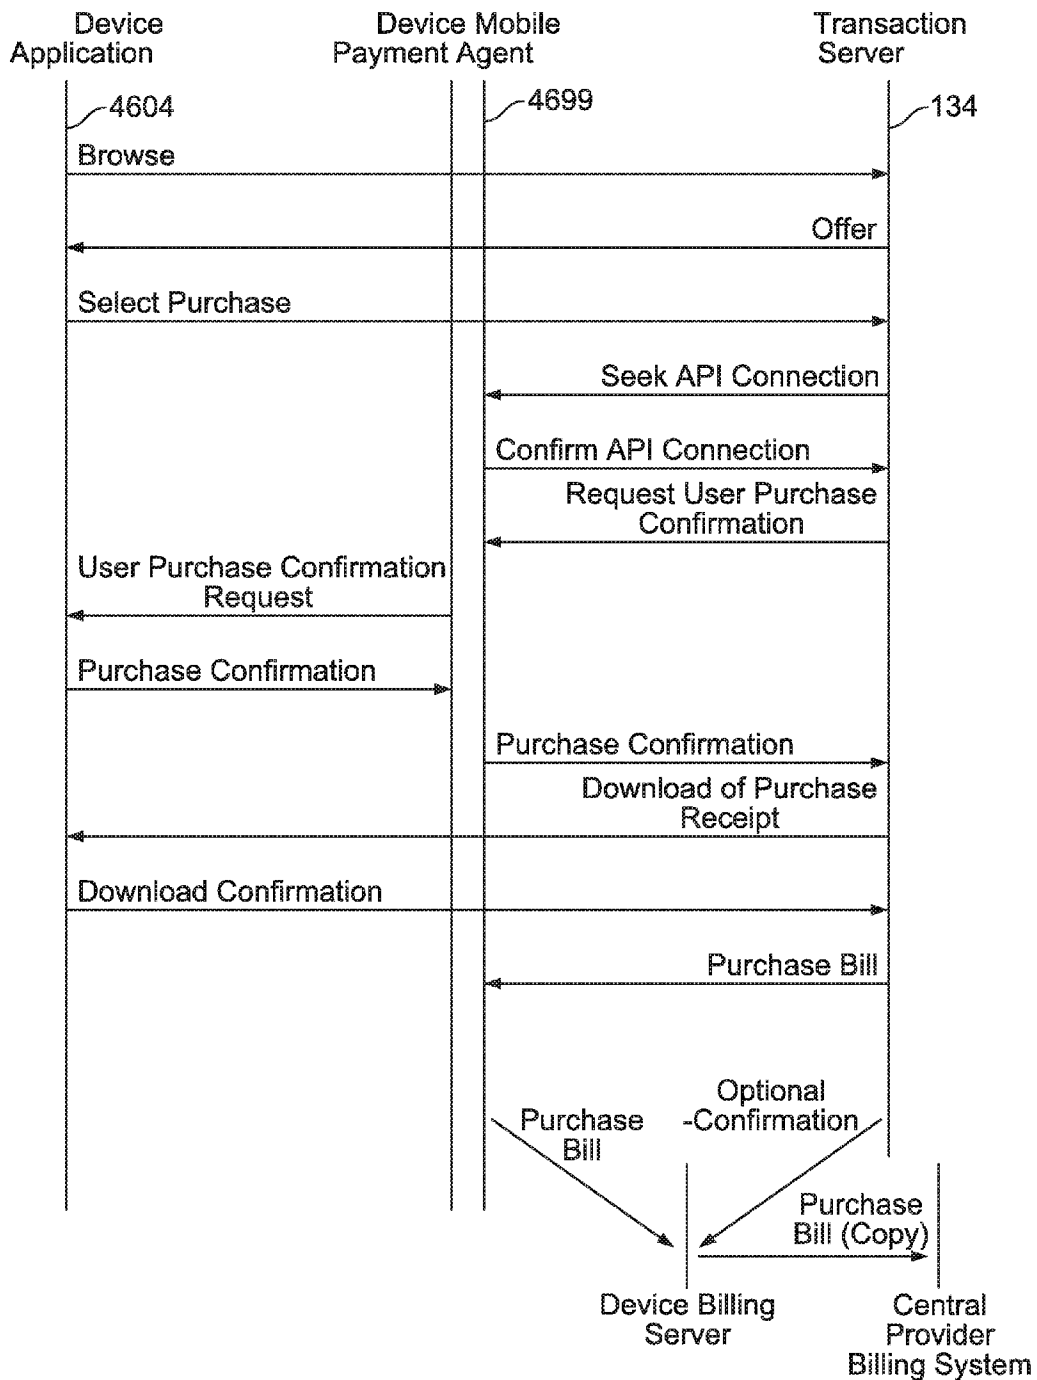 Device
Application
Device Mobile
Payment Agent
Transaction
Server
4604
4699
134
Browse
Offer
Select Purchase
Seek API Connection
Confirm API Connection
Request User Purchase
Confirmation
User Purchase Confirmation
Request
Purchase Confirmation
Purchase Confirmation
Download of Purchase
Receipt
Download Confirmation
Purchase Bill
Purchase
Bill
Optional
-Confirmation
Purchase
Bill (Copy)
Device Billing
Server
Central
Provider
Billing System